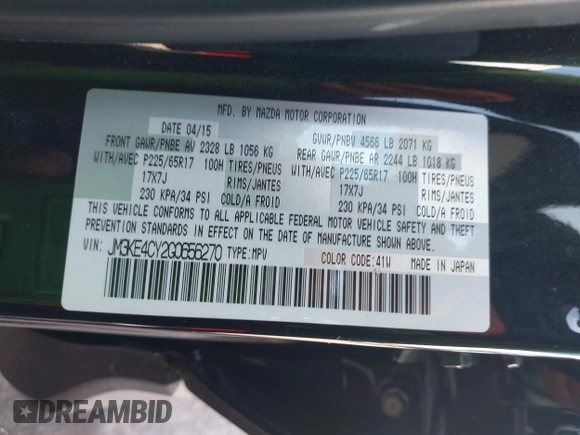 MFD. BY MAZDA MOTOR CORPORATION
DATE 04/15 GVWR/PNBV 4566 LB 2071 KG
FRONT GAWR/PNBE AV 2328 LB 1056 KG REAR GAWR/PNBE AR 2244 LB 1018 KG
WITH/AVEC P225/65R17 100H TIRES/PNEUS WITH/AVEC P225/65R17 100H TIRES/PNEUS
17X7J RIMS/JANTES 17X7J RIMS/JANTES
230 KPA/34 PSI COLD/A FROID 230 KPA/34 PSI COLD/A FROID
THIS VEHICLE CONFORMS TO ALL APPLICABLE FEDERAL MOTOR VEHICLE SAFETY AND THEFT
PREVENTION STANDARDS IN EFFECT ON THE DATE OF MANUFACTURE SHOWN ABOVE.
VIN: JM3KE4CY2G0656270 TYPE:MPV COLOR CODE:41W MADE IN JAPAN
DREAMBID